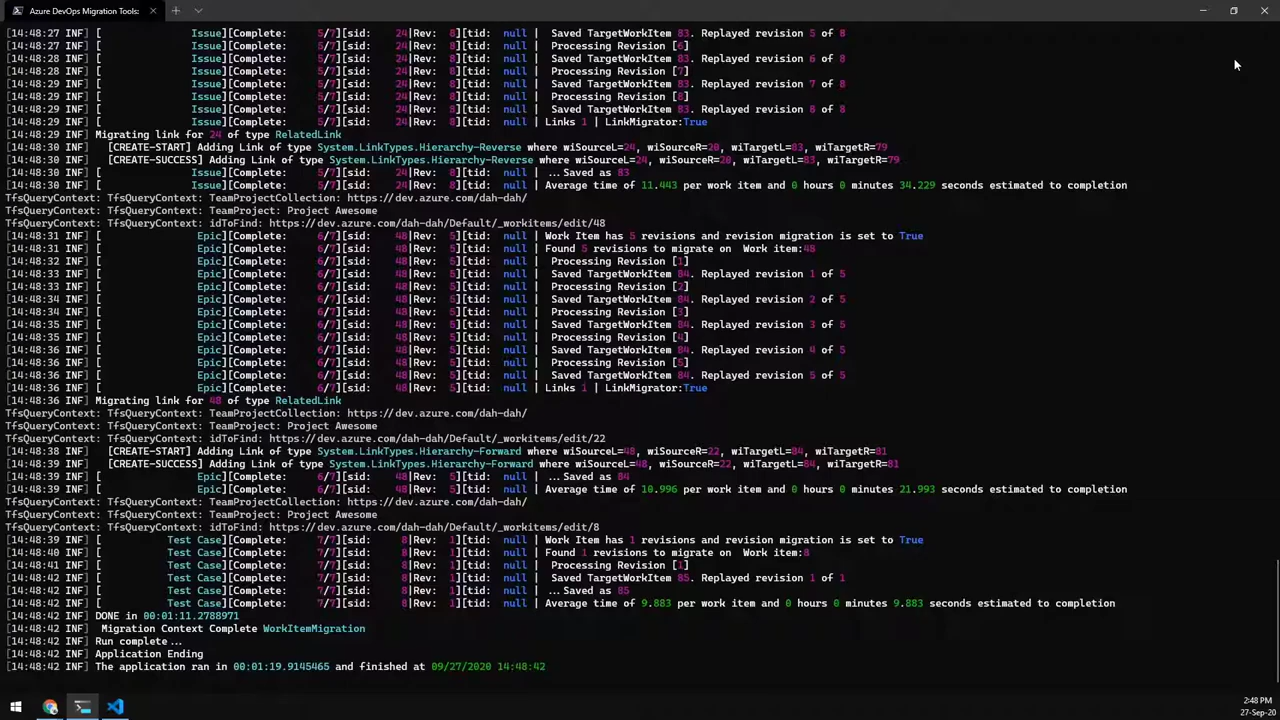 Azure DevOps Migration Tools:
[14:48:27 INF] [ Issue][Complete: 5/7][sid: 24|Rev: 8][tid: null | Saved TargetWorkItem 83. Replayed revision 5 of 8
[14:48:27 INF] [ Issue][Complete: 5/7][sid: 24|Rev: 8][tid: null | Processing Revision [6]
[14:48:28 INF] [ Issue][Complete: 5/7][sid: 24|Rev: 8][tid: null | Saved TargetWorkItem 83. Replayed revision 6 of 8
[14:48:28 INF] [ Issue][Complete: 5/7][sid: 24|Rev: 8][tid: null | Processing Revision [7]
[14:48:29 INF] [ Issue][Complete: 5/7][sid: 24|Rev: 8][tid: null | Saved TargetWorkItem 83. Replayed revision 7 of 8
[14:48:29 INF] [ Issue][Complete: 5/7][sid: 24|Rev: 8][tid: null | Processing Revision [8]
[14:48:29 INF] [ Issue][Complete: 5/7][sid: 24|Rev: 8][tid: null | Saved TargetWorkItem 83. Replayed revision 8 of 8
[14:48:29 INF] [ Issue][Complete: 5/7][sid: 24|Rev: 8][tid: null | Links 1 | LinkMigrator:True
[14:48:29 INF] Migrating link for 24 of type RelatedLink
[14:48:30 INF] [CREATE-START] Adding Link of type System.LinkTypes.Hierarchy-Reverse where wiSourceL=24, wiSourceR=20, wiTargetL=83, wiTargetR=79
[14:48:30 INF] [CREATE-SUCCESS] Adding Link of type System.LinkTypes.Hierarchy-Reverse where wiSourceL=24, wiSourceR=20, wiTargetL=83, wiTargetR=79
[14:48:30 INF] [ Issue][Complete: 5/7][sid: 24|Rev: 8][tid: null | ...Saved as 83
[14:48:30 INF] [ Issue][Complete: 5/7][sid: 24|Rev: 8][tid: null | Average time of 11.443 per work item and 0 hours 0 minutes 34.229 seconds estimated to completion
TfsQueryContext: TfsQueryContext: TeamProjectCollection: https://dev.azure.com/dah-dah/
TfsQueryContext: TfsQueryContext: TeamProject: Project Awesome
TfsQueryContext: TfsQueryContext: idToFind: https://dev.azure.com/dah-dah/Default/_workitems/edit/48
[14:48:31 INF] [ Epic][Complete: 6/7][sid: 48|Rev: 5][tid: null | Work Item has 5 revisions and revision migration is set to True
[14:48:31 INF] [ Epic][Complete: 6/7][sid: 48|Rev: 5][tid: null | Found 5 revisions to migrate on Work item:48
[14:48:32 INF] [ Epic][Complete: 6/7][sid: 48|Rev: 5][tid: null | Processing Revision [1]
[14:48:33 INF] [ Epic][Complete: 6/7][sid: 48|Rev: 5][tid: null | Saved TargetWorkItem 84. Replayed revision 1 of 5
[14:48:33 INF] [ Epic][Complete: 6/7][sid: 48|Rev: 5][tid: null | Processing Revision [2]
[14:48:34 INF] [ Epic][Complete: 6/7][sid: 48|Rev: 5][tid: null | Saved TargetWorkItem 84. Replayed revision 2 of 5
[14:48:34 INF] [ Epic][Complete: 6/7][sid: 48|Rev: 5][tid: null | Processing Revision [3]
[14:48:35 INF] [ Epic][Complete: 6/7][sid: 48|Rev: 5][tid: null | Saved TargetWorkItem 84. Replayed revision 3 of 5
[14:48:35 INF] [ Epic][Complete: 6/7][sid: 48|Rev: 5][tid: null | Processing Revision [4]
[14:48:36 INF] [ Epic][Complete: 6/7][sid: 48|Rev: 5][tid: null | Saved TargetWorkItem 84. Replayed revision 4 of 5
[14:48:36 INF] [ Epic][Complete: 6/7][sid: 48|Rev: 5][tid: null | Processing Revision [5]
[14:48:36 INF] [ Epic][Complete: 6/7][sid: 48|Rev: 5][tid: null | Saved TargetWorkItem 84. Replayed revision 5 of 5
[14:48:36 INF] [ Epic][Complete: 6/7][sid: 48|Rev: 5][tid: null | Links 1 | LinkMigrator:True
[14:48:36 INF] Migrating link for 48 of type RelatedLink
TfsQueryContext: TfsQueryContext: TeamProjectCollection: https://dev.azure.com/dah-dah/
TfsQueryContext: TfsQueryContext: TeamProject: Project Awesome
TfsQueryContext: TfsQueryContext: idToFind: https://dev.azure.com/dah-dah/Default/_workitems/edit/22
[14:48:38 INF] [CREATE-START] Adding Link of type System.LinkTypes.Hierarchy-Forward where wiSourceL=48, wiSourceR=22, wiTargetL=84, wiTargetR=81
[14:48:39 INF] [CREATE-SUCCESS] Adding Link of type System.LinkTypes.Hierarchy-Forward where wiSourceL=48, wiSourceR=22, wiTargetL=84, wiTargetR=81
[14:48:39 INF] [ Epic][Complete: 6/7][sid: 48|Rev: 5][tid: null | ...Saved as 84
[14:48:39 INF] [ Epic][Complete: 6/7][sid: 48|Rev: 5][tid: null | Average time of 10.996 per work item and 0 hours 0 minutes 21.993 seconds estimated to completion
TfsQueryContext: TfsQueryContext: TeamProjectCollection: https://dev.azure.com/dah-dah/
TfsQueryContext: TfsQueryContext: TeamProject: Project Awesome
TfsQueryContext: TfsQueryContext: idToFind: https://dev.azure.com/dah-dah/Default/_workitems/edit/8
[14:48:39 INF] [ Test Case][Complete: 7/7][sid: 8|Rev: 1][tid: null | Work Item has 1 revisions and revision migration is set to True
[14:48:40 INF] [ Test Case][Complete: 7/7][sid: 8|Rev: 1][tid: null | Found 1 revisions to migrate on Work item:8
[14:48:41 INF] [ Test Case][Complete: 7/7][sid: 8|Rev: 1][tid: null | Processing Revision [1]
[14:48:42 INF] [ Test Case][Complete: 7/7][sid: 8|Rev: 1][tid: null | Saved TargetWorkItem 85. Replayed revision 1 of 1
[14:48:42 INF] [ Test Case][Complete: 7/7][sid: 8|Rev: 1][tid: null | ...Saved as 85
[14:48:42 INF] [ Test Case][Complete: 7/7][sid: 8|Rev: 1][tid: null | Average time of 9.883 per work item and 0 hours 0 minutes 9.883 seconds estimated to completion
[14:48:42 INF] DONE in 00:01:11.2788971
[14:48:42 INF] Migration Context Complete WorkItemMigration
[14:48:42 INF] Run complete...
[14:48:42 INF] Application Ending
[14:48:42 INF] The application ran in 00:01:19.9145465 and finished at 09/27/2020 14:48:42
2:48 PM
27-Sep-20